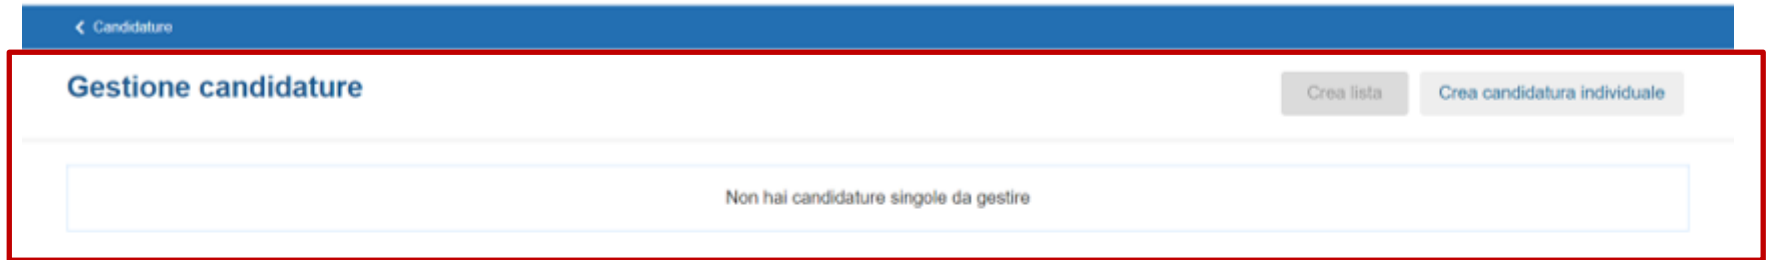 Candidature
Gestione candidature
Crea lista
Crea candidatura individuale
Non hai candidature singole da gestire